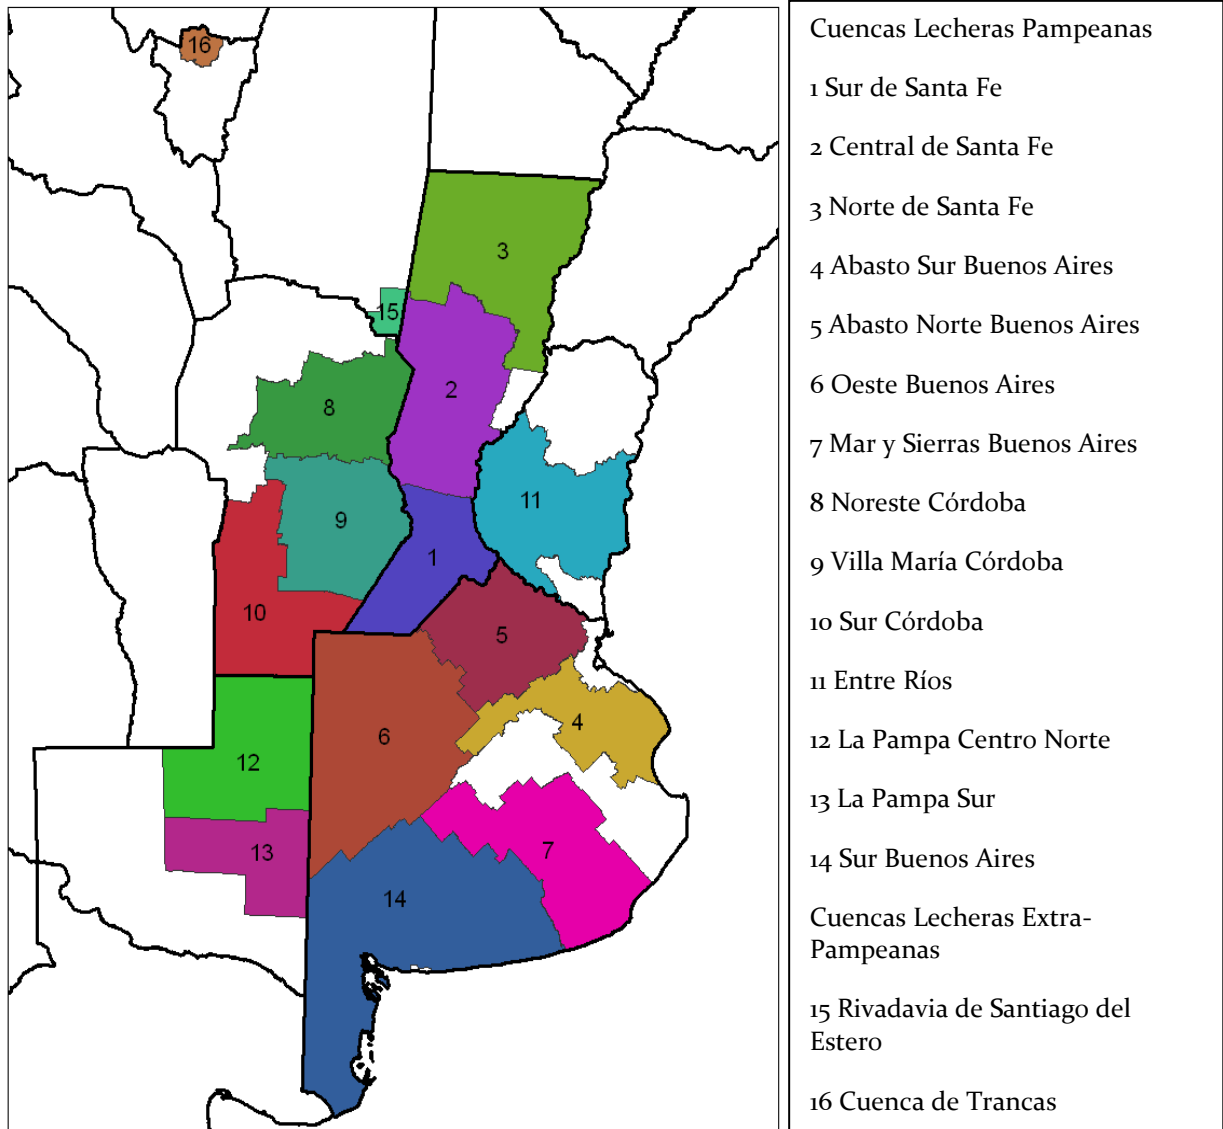 16
3
15
2
8
11
9
1
10
5
4
6
12
7
13
14
Cuencas Lecheras Pampeanas
1 Sur de Santa Fe
2 Central de Santa Fe
3 Norte de Santa Fe
4 Abasto Sur Buenos Aires
5 Abasto Norte Buenos Aires
6 Oeste Buenos Aires
7 Mar y Sierras Buenos Aires
8 Noreste Córdoba
9 Villa María Córdoba
10 Sur Córdoba
11 Entre Ríos
12 La Pampa Centro Norte
13 La Pampa Sur
14 Sur Buenos Aires
Cuencas Lecheras Extra-
Pampeanas
15 Rivadavia de Santiago del
Estero
16 Cuenca de Trancas